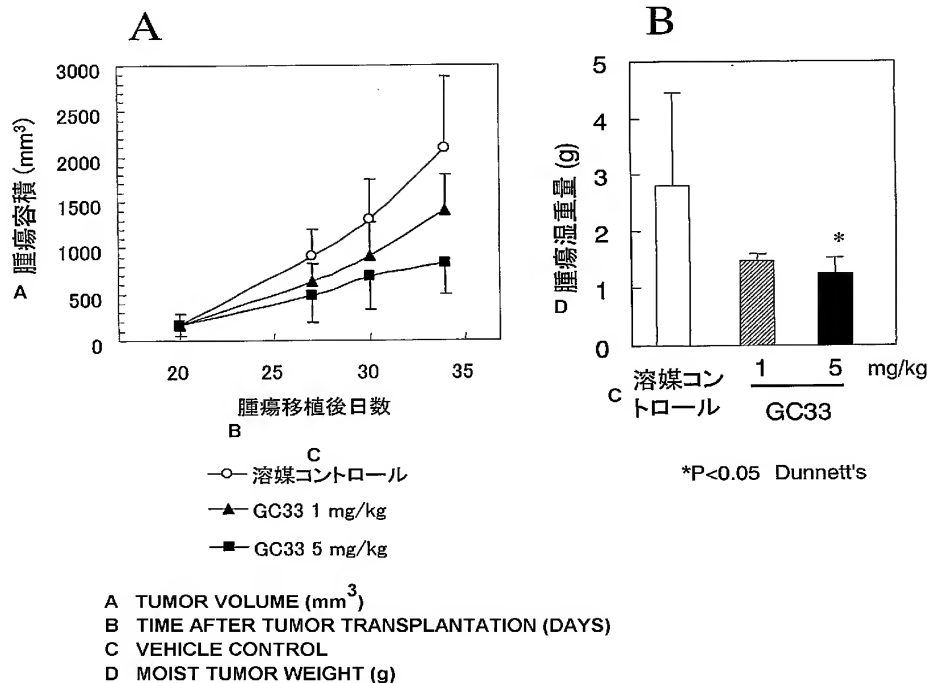 A
3000
2500
2000
1500
1000
500
0
A 腫瘍容積 (mm³)
20 25 30 35
腫瘍移植後日数
B
C
溶媒コントロール
GC33 1 mg/kg
GC33 5 mg/kg
B
5
4
3
2
1
0
D 腫瘍湿重量 (g)
*
C 溶媒コン
トロール
1 5 mg/kg
GC33
*P<0.05 Dunnett's
A TUMOR VOLUME (mm³)
B TIME AFTER TUMOR TRANSPLANTATION (DAYS)
C VEHICLE CONTROL
D MOIST TUMOR WEIGHT (g)